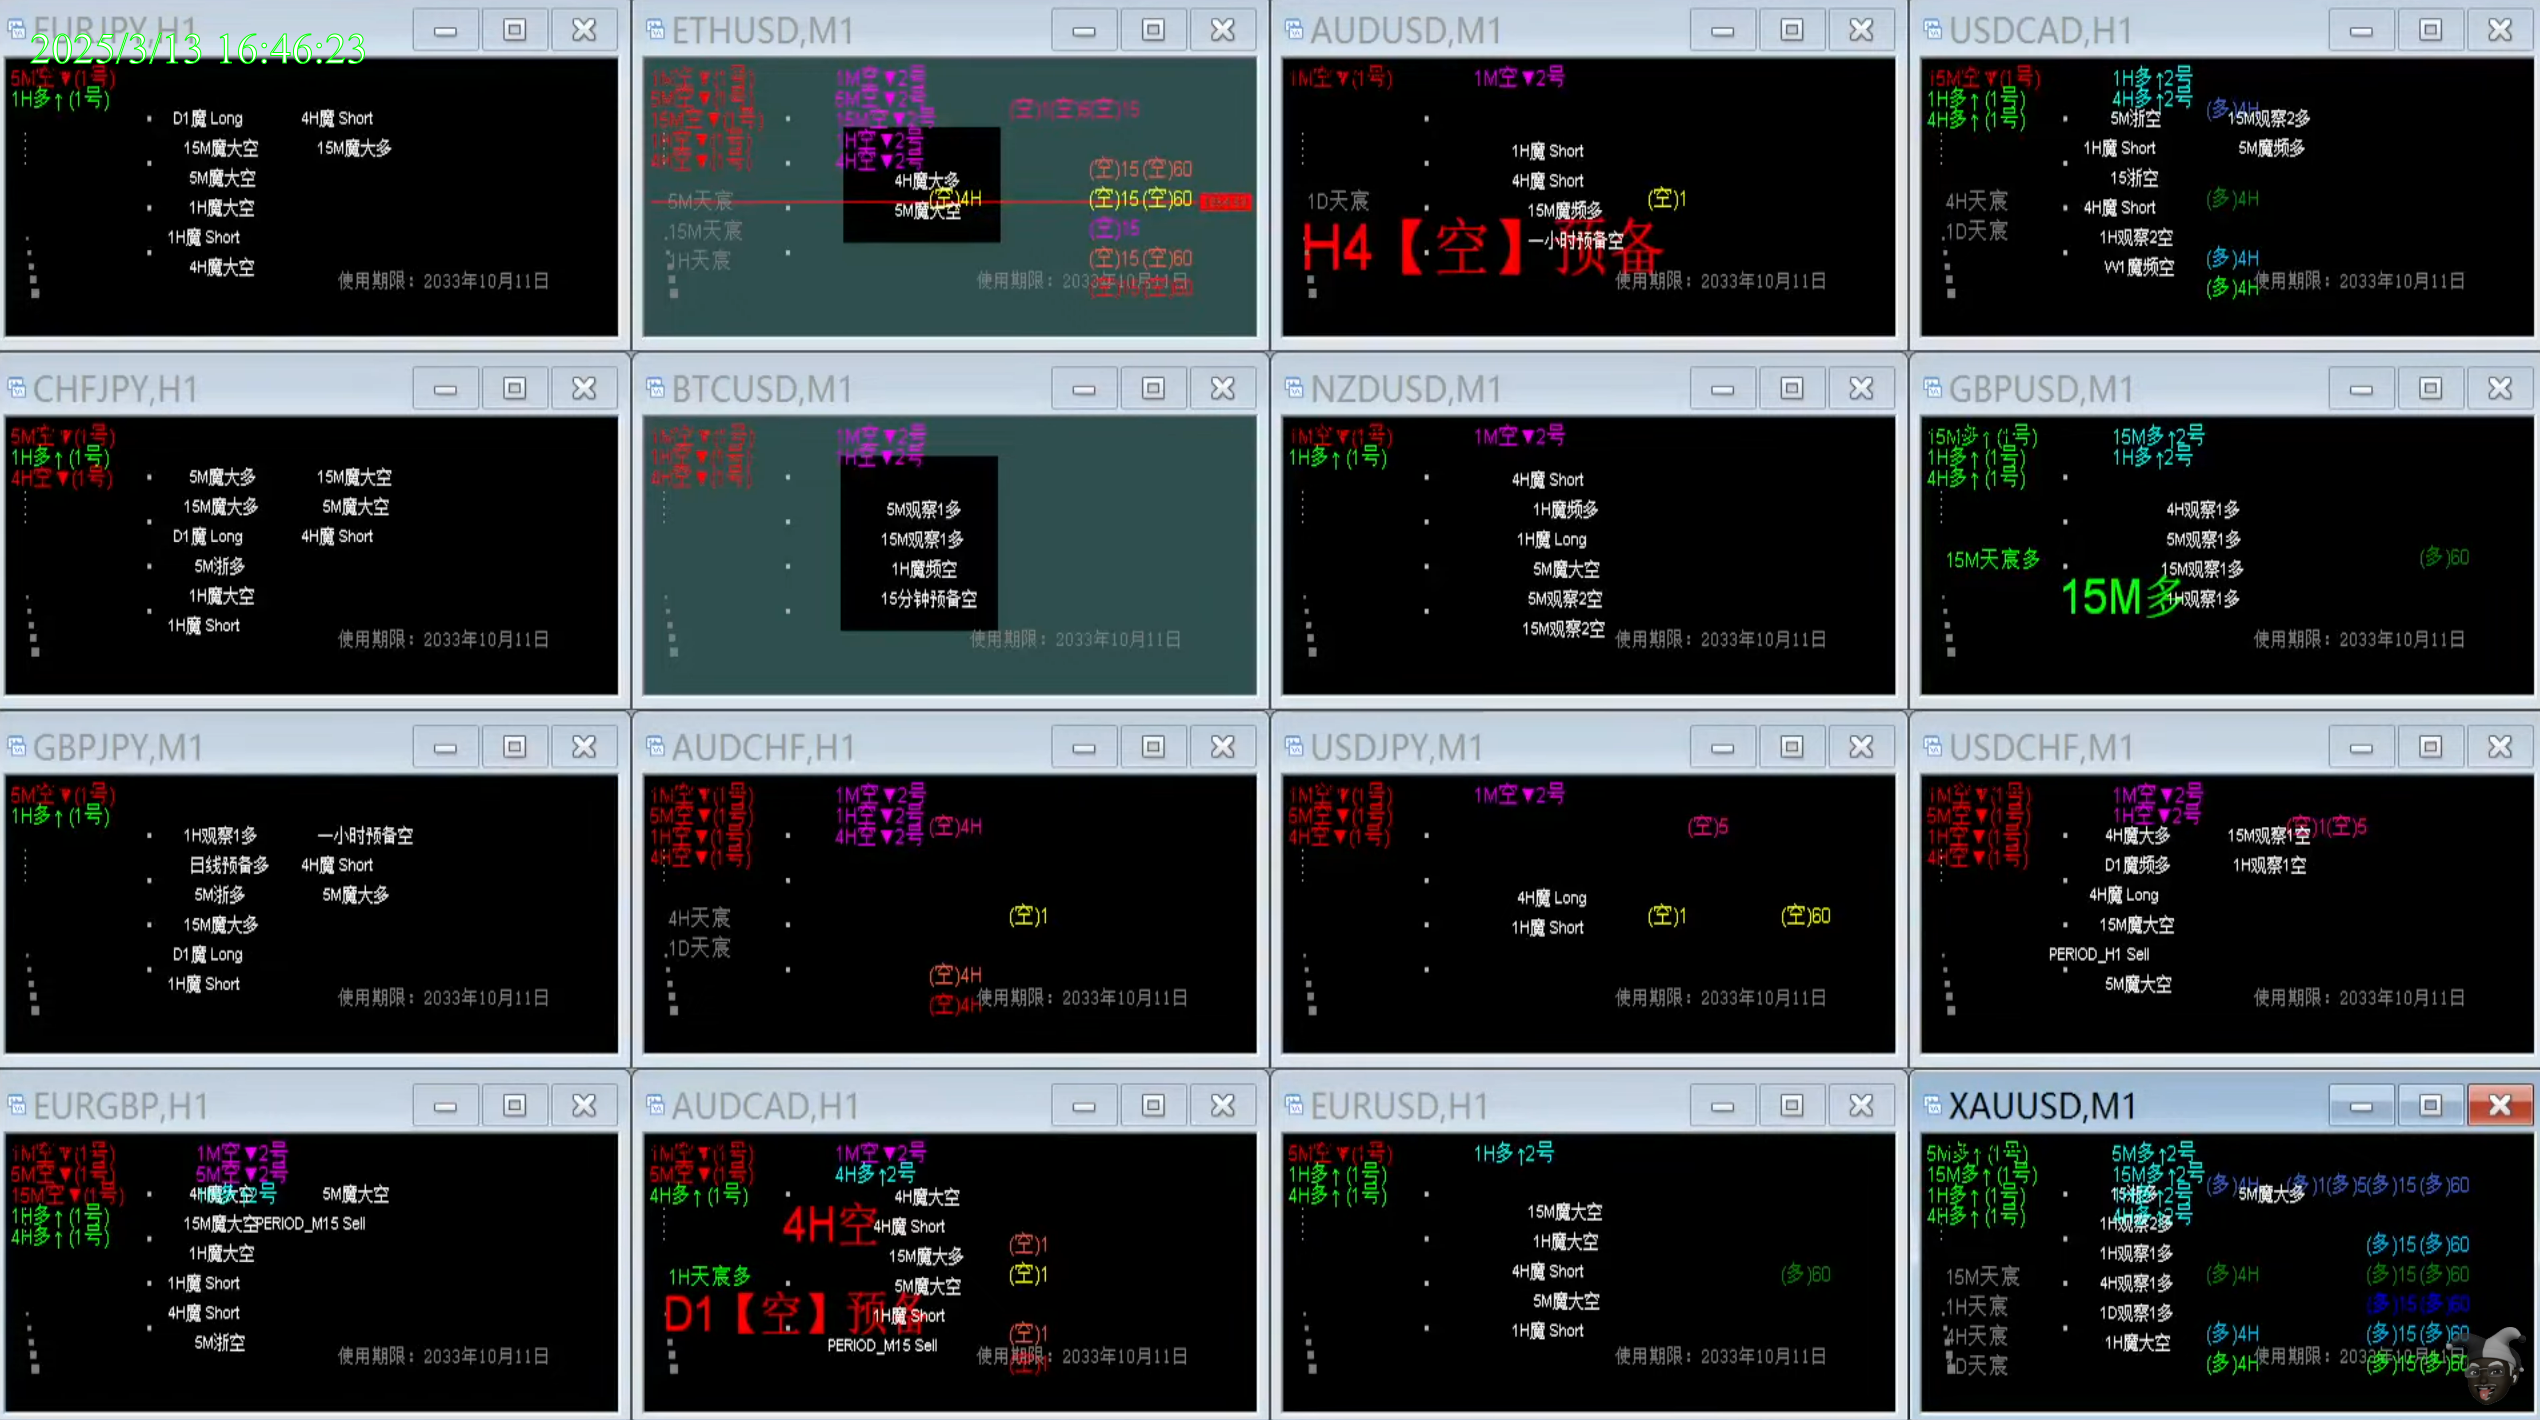 EURJPY,H1
2025/3/13 16:46:23
5M空▼(1号)
1H多↑(1号)
D1魔 Long 4H魔 Short
15M魔大空 15M魔大多
5M魔大空
1H魔大空
1H魔 Short
4H魔大空
使用期限：2033年10月11日
ETHUSD,M1
1M空▼(1号) 1M空▼2号
5M空▼(1号) 5M空▼2号
15M空▼(1号) 15M空▼2号
1H空▼(1号) 1H空▼2号
4H空▼(1号) 4H空▼2号
(空)1(空)5(空)15
(空)15(空)60
4H魔大多
5M天宸 (空)4H (空)15(空)60
5M魔大空
15M天宸 (空)15
1H天宸 (空)15(空)60
使用期限：2033年10月11日
AUDUSD,M1
1M空▼(1号) 1M空▼2号
1H魔 Short
4H魔 Short
1D天宸 15M魔频多 (空)1
H4【空】预备
一小时预备空
使用期限：2033年10月11日
USDCAD,H1
15M空▼(1号) 1H多↑2号
1H多↑(1号) 4H多↑2号
4H多↑(1号) (多)4H
5M浙空 15M观察2多
1H魔 Short 5M魔频多
15浙空
4H天宸 4H魔 Short (多)4H
1D天宸 1H观察2空
W1魔频空 (多)4H
(多)4H
使用期限：2033年10月11日
CHFJPY,H1
5M空▼(1号)
1H多↑(1号)
4H空▼(1号)
5M魔大多 15M魔大空
15M魔大多 5M魔大空
D1魔 Long 4H魔 Short
5M浙多
1H魔大空
1H魔 Short
使用期限：2033年10月11日
BTCUSD,M1
1M空▼(1号) 1M空▼2号
1H空▼(1号) 1H空▼2号
4H空▼(1号)
5M观察1多
15M观察1多
1H魔频空
15分钟预备空
使用期限：2033年10月11日
NZDUSD,M1
1M空▼(1号) 1M空▼2号
1H多↑(1号)
4H魔 Short
1H魔频多
1H魔 Long
5M魔大空
5M观察2空
15M观察2空
使用期限：2033年10月11日
GBPUSD,M1
15M多↑(1号) 15M多↑2号
1H多↑(1号) 1H多↑2号
4H多↑(1号)
4H观察1多
5M观察1多
15M天宸多 (多)60
15M观察1多
15M多
1H观察1多
使用期限：2033年10月11日
GBPJPY,M1
5M空▼(1号)
1H多↑(1号)
1H观察1多 一小时预备空
日线预备多 4H魔 Short
5M浙多 5M魔大多
15M魔大多
D1魔 Long
1H魔 Short
使用期限：2033年10月11日
AUDCHF,H1
1M空▼(1号) 1M空▼2号
5M空▼(1号) 1H空▼2号
1H空▼(1号) 4H空▼2号
4H空▼(1号) (空)4H
4H天宸 (空)1
1D天宸
(空)4H
(空)4H
使用期限：2033年10月11日
USDJPY,M1
1M空▼(1号) 1M空▼2号
5M空▼(1号)
4H空▼(1号) (空)5
4H魔 Long
(空)1 (空)60
1H魔 Short
使用期限：2033年10月11日
USDCHF,M1
1M空▼(1号) 1M空▼2号
5M空▼(1号) 1H空▼2号
1H空▼(1号) (空)1(空)5
4H空▼(1号)
4H魔大多 15M观察1空
D1魔频多 1H观察1空
4H魔 Long
15M魔大空
PERIOD_H1 Sell
5M魔大空
使用期限：2033年10月11日
EURGBP,H1
1M空▼(1号) 1M空▼2号
5M空▼(1号) 5M空▼2号
15M空▼(1号)
1H多↑(1号)
4H多↑(1号)
4H魔大空 5M魔大空
15M魔大空 PERIOD_M15 Sell
1H魔大空
1H魔 Short
4H魔 Short
5M浙空
使用期限：2033年10月11日
AUDCAD,H1
1M空▼(1号) 1M空▼2号
5M空▼(1号) 4H多↑2号
4H多↑(1号)
4H魔大空
4H空
4H魔 Short
15M魔大多 (空)1
1H天宸多 (空)1
5M魔大空
D1【空】预备
1H魔 Short
(空)1
PERIOD_M15 Sell
(空)1
使用期限：2033年10月11日
EURUSD,H1
5M空▼(1号) 1H多↑2号
1H多↑(1号)
4H多↑(1号)
15M魔大空
1H魔大空
4H魔 Short (多)60
5M魔大空
1H魔 Short
使用期限：2033年10月11日
XAUUSD,M1
5M多↑(1号) 5M多↑2号
15M多↑(1号) 15M多↑2号
1H多↑(1号)
4H多↑(1号) 4H多↑2号
(多)4H (多)1(多)5(多)15(多)60
5M魔大多
1H观察2多
1H观察1多 (多)15(多)60
15M天宸 4H观察1多 (多)4H (多)15(多)60
1H天宸 1D观察1多 (多)15(多)60
4H天宸 1H魔大空 (多)4H (多)15(多)60
1D天宸 (多)4H (多)15(多)60
使用期限：